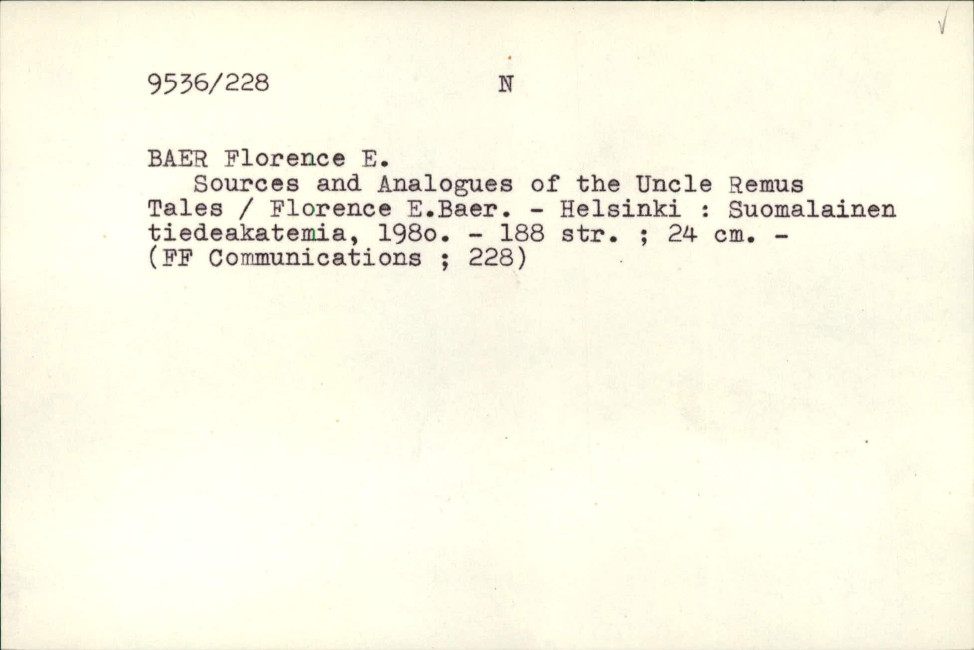 9536/228 N
BAER Florence E.
Sources and Analogues of the Uncle Remus
Tales / Florence E.Baer. - Helsinki : Suomalainen
tiedeakatemia, 198o. - 188 str. ; 24 cm. -
(FF Communications ; 228)